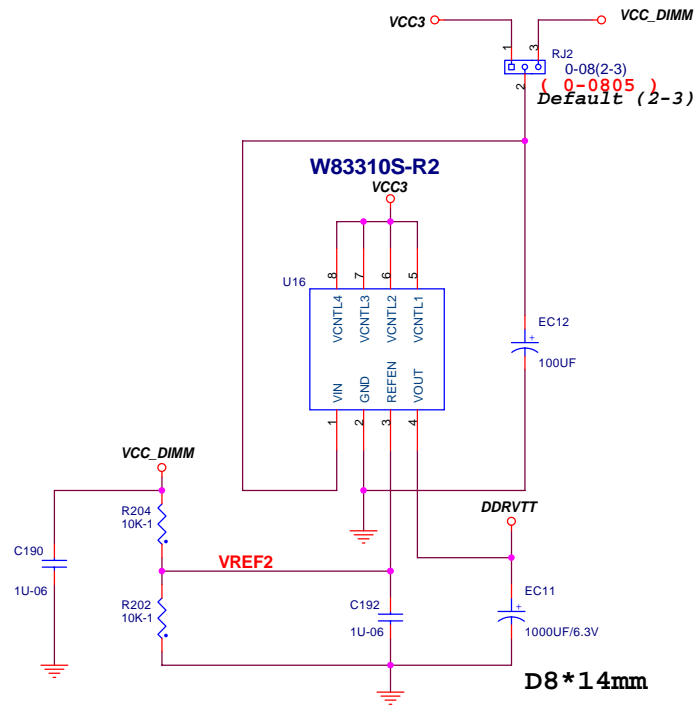 VCC3
VCC_DIMM
1
3
RJ2
0-08(2-3)
( 0-0805 )
2
Default (2-3)
W83310S-R2
VCC3
8
7
6
5
U16
VCNTL4
VCNTL3
VCNTL2
VCNTL1
VIN
GND
REFEN
VOUT
1
2
3
4
EC12
+
100UF
VCC_DIMM
R204
10K-1
DDRVTT
C190
1U-06
VREF2
R202
10K-1
C192
1U-06
EC11
+
1000UF/6.3V
D8*14mm